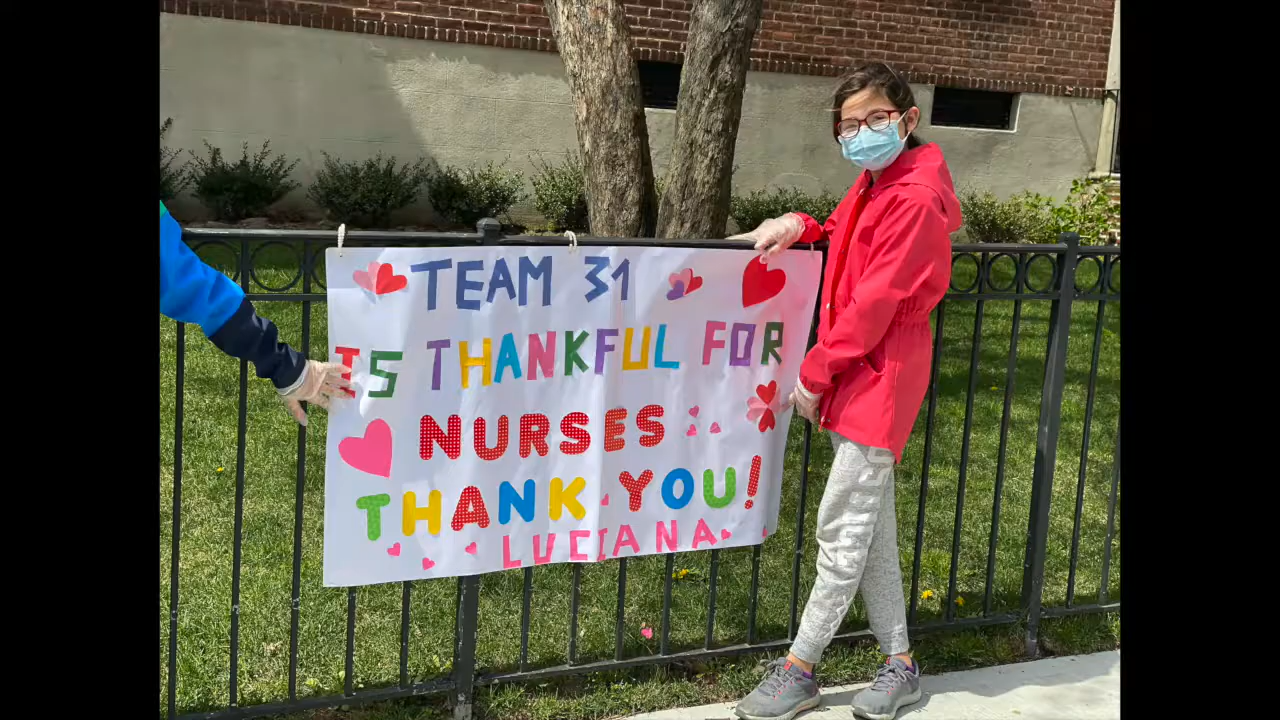 TEAM 31
IS THANKFUL FOR
NURSES
THANK YOU!
LUCIANA